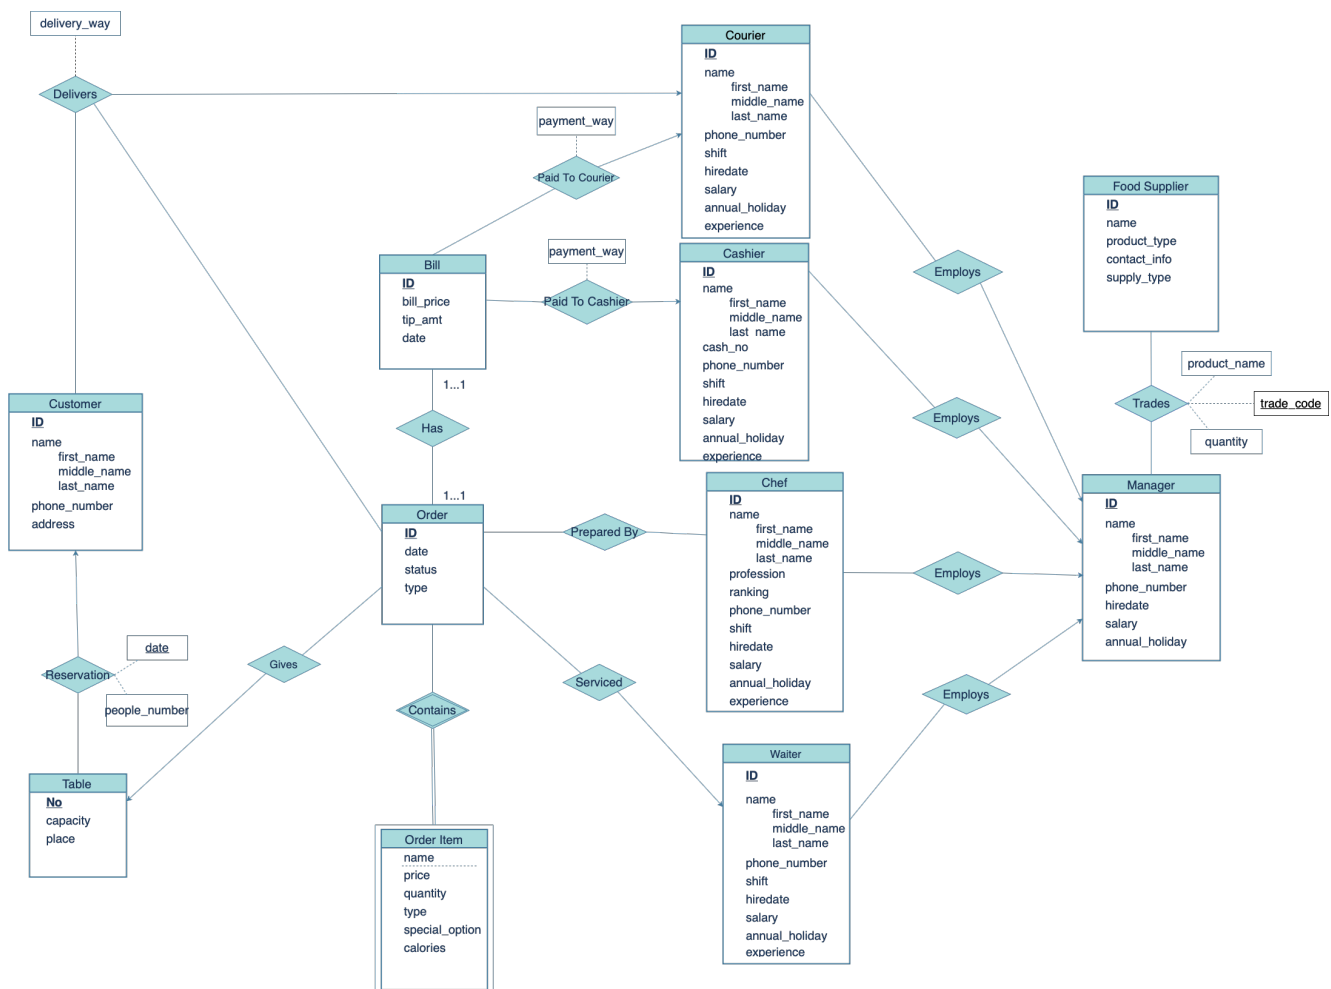 delivery_way
Delivers
Courier
ID
name
first_name
middle_name
last_name
phone_number
shift
hiredate
salary
annual_holiday
experience
payment_way
Paid To Courier
Food Supplier
ID
name
product_type
contact_info
supply_type
Bill
ID
bill_price
tip_amt
date
payment_way
Paid To Cashier
Cashier
ID
name
first_name
middle_name
last name
cash_no
phone_number
shift
hiredate
salary
annual_holiday
experience
Employs
Employs
product_name
Trades
trade_code
quantity
1...1
Has
1...1
Customer
ID
name
first_name
middle_name
last_name
phone_number
address
Order
ID
date
status
type
Prepared By
Chef
ID
name
first_name
middle_name
last_name
profession
ranking
phone_number
shift
hiredate
salary
annual_holiday
experience
Employs
Manager
ID
name
first_name
middle_name
last_name
phone_number
hiredate
salary
annual_holiday
date
Reservation
people_number
Gives
Serviced
Employs
Contains
Table
No
capacity
place
Order Item
name
price
quantity
type
special_option
calories
Waiter
ID
name
first_name
middle_name
last_name
phone_number
shift
hiredate
salary
annual_holiday
experience